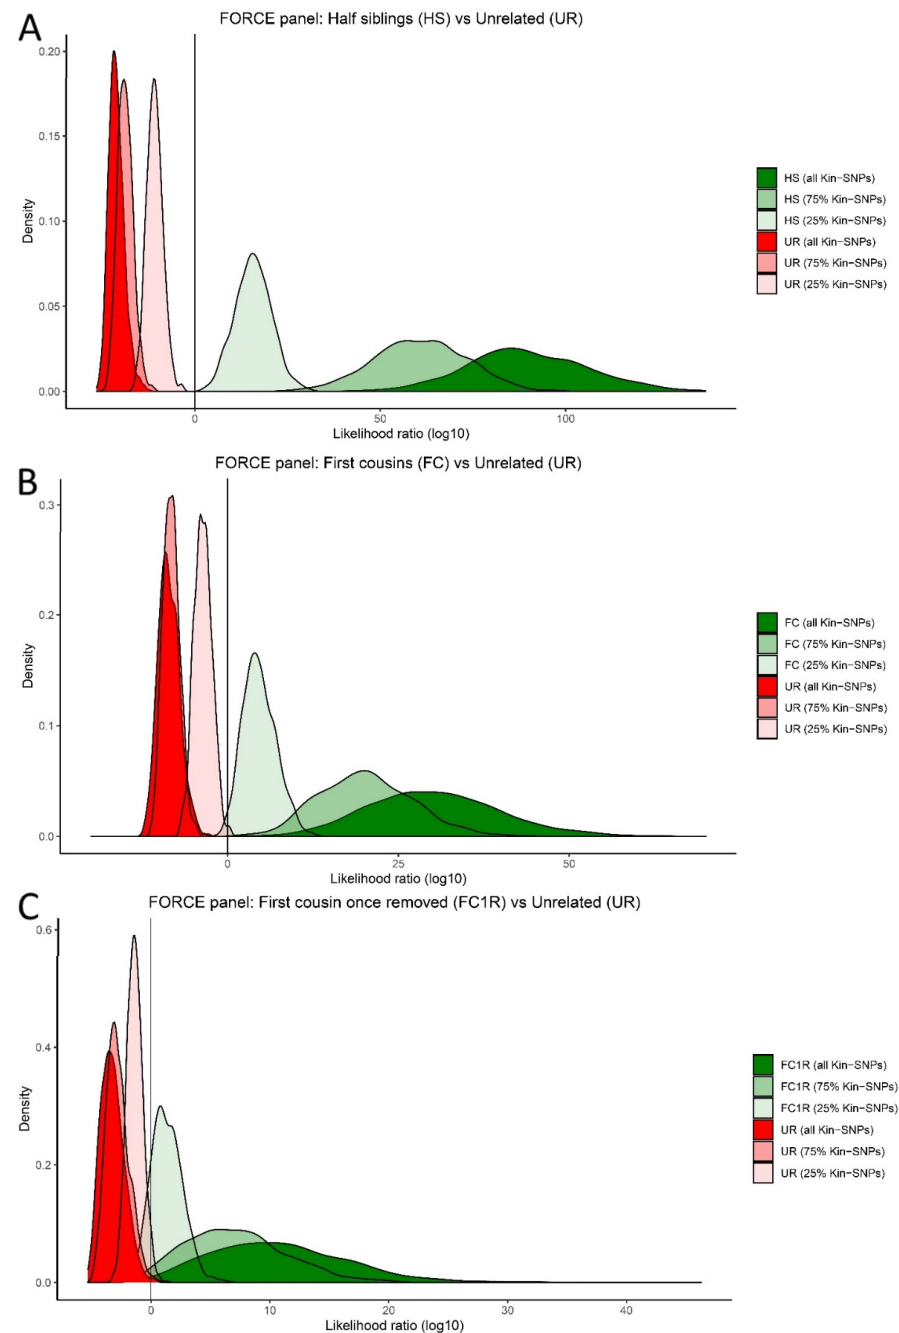 A
FORCE panel: Half siblings (HS) vs Unrelated (UR)
0.20
0.15
0.10
0.05
0.00
Density
0
50
100
Likelihood ratio (log10)
HS (all Kin−SNPs)
HS (75% Kin−SNPs)
HS (25% Kin−SNPs)
UR (all Kin−SNPs)
UR (75% Kin−SNPs)
UR (25% Kin−SNPs)
B
FORCE panel: First cousins (FC) vs Unrelated (UR)
0.3
0.2
0.1
0.0
Density
0
25
50
Likelihood ratio (log10)
FC (all Kin−SNPs)
FC (75% Kin−SNPs)
FC (25% Kin−SNPs)
UR (all Kin−SNPs)
UR (75% Kin−SNPs)
UR (25% Kin−SNPs)
C
FORCE panel: First cousin once removed (FC1R) vs Unrelated (UR)
0.6
0.4
0.2
0.0
Density
0
10
20
30
40
Likelihood ratio (log10)
FC1R (all Kin−SNPs)
FC1R (75% Kin−SNPs)
FC1R (25% Kin−SNPs)
UR (all Kin−SNPs)
UR (75% Kin−SNPs)
UR (25% Kin−SNPs)